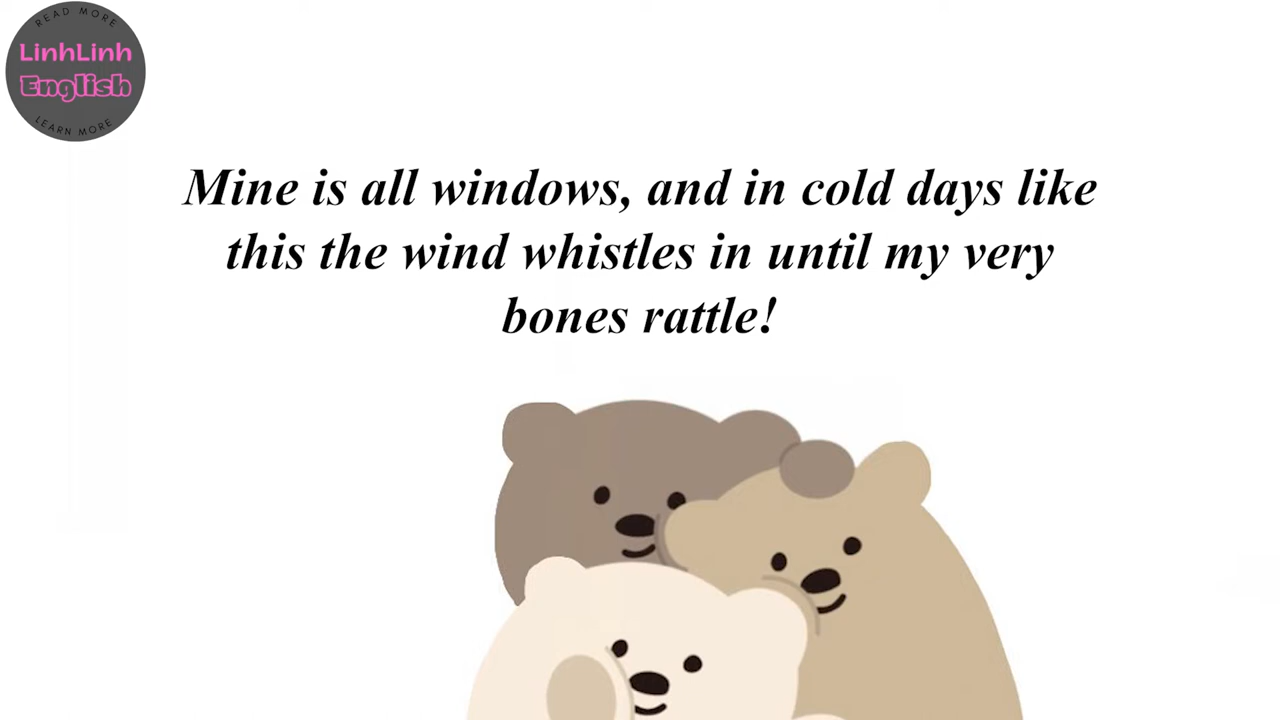 READ MORE
LinhLinh
English
LEARN MORE
Mine is all windows, and in cold days like
this the wind whistles in until my very
bones rattle!